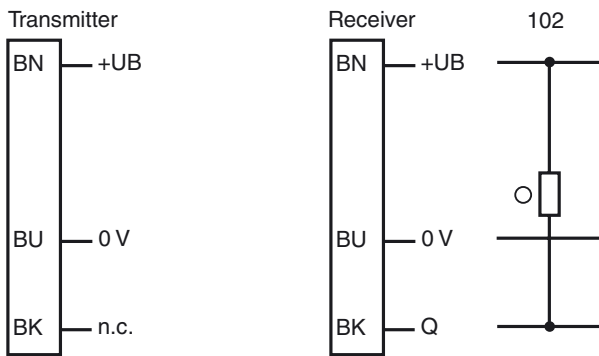 Transmitter
BN +UB
BU 0 V
BK n.c.
Receiver
BN +UB
BU 0 V
BK Q
102